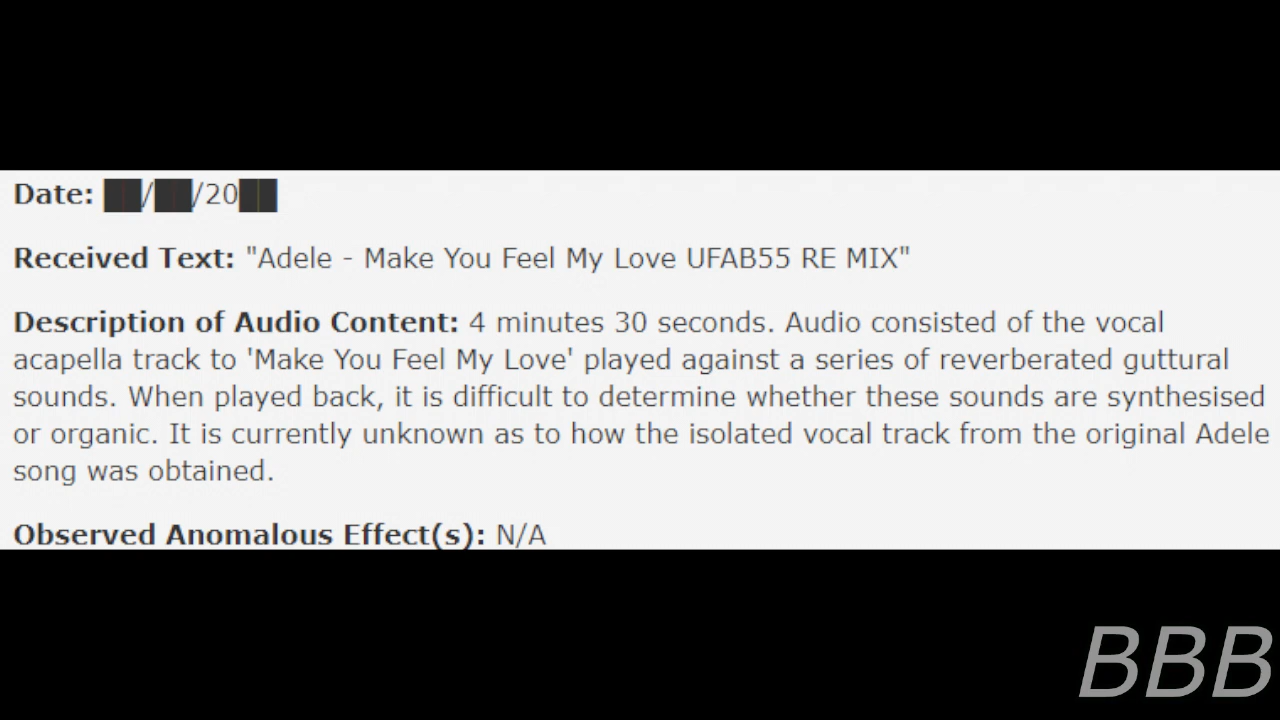 Date: ██/██/20██
Received Text: "Adele - Make You Feel My Love UFAB55 RE MIX"
Description of Audio Content: 4 minutes 30 seconds. Audio consisted of the vocal
acapella track to 'Make You Feel My Love' played against a series of reverberated guttural
sounds. When played back, it is difficult to determine whether these sounds are synthesised
or organic. It is currently unknown as to how the isolated vocal track from the original Adele
song was obtained.
Observed Anomalous Effect(s): N/A
BBB